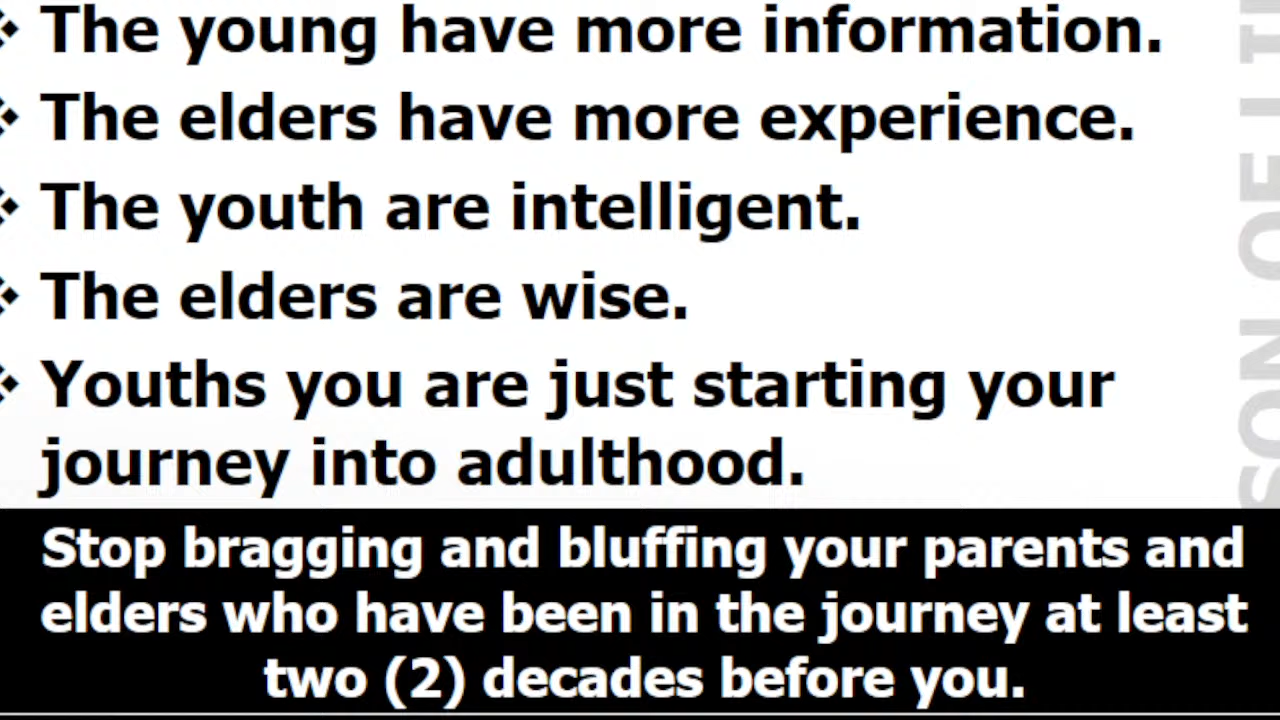 ❖ The young have more information.
❖ The elders have more experience.
❖ The youth are intelligent.
❖ The elders are wise.
❖ Youths you are just starting your
journey into adulthood.
Stop bragging and bluffing your parents and
elders who have been in the journey at least
two (2) decades before you.
SON OF